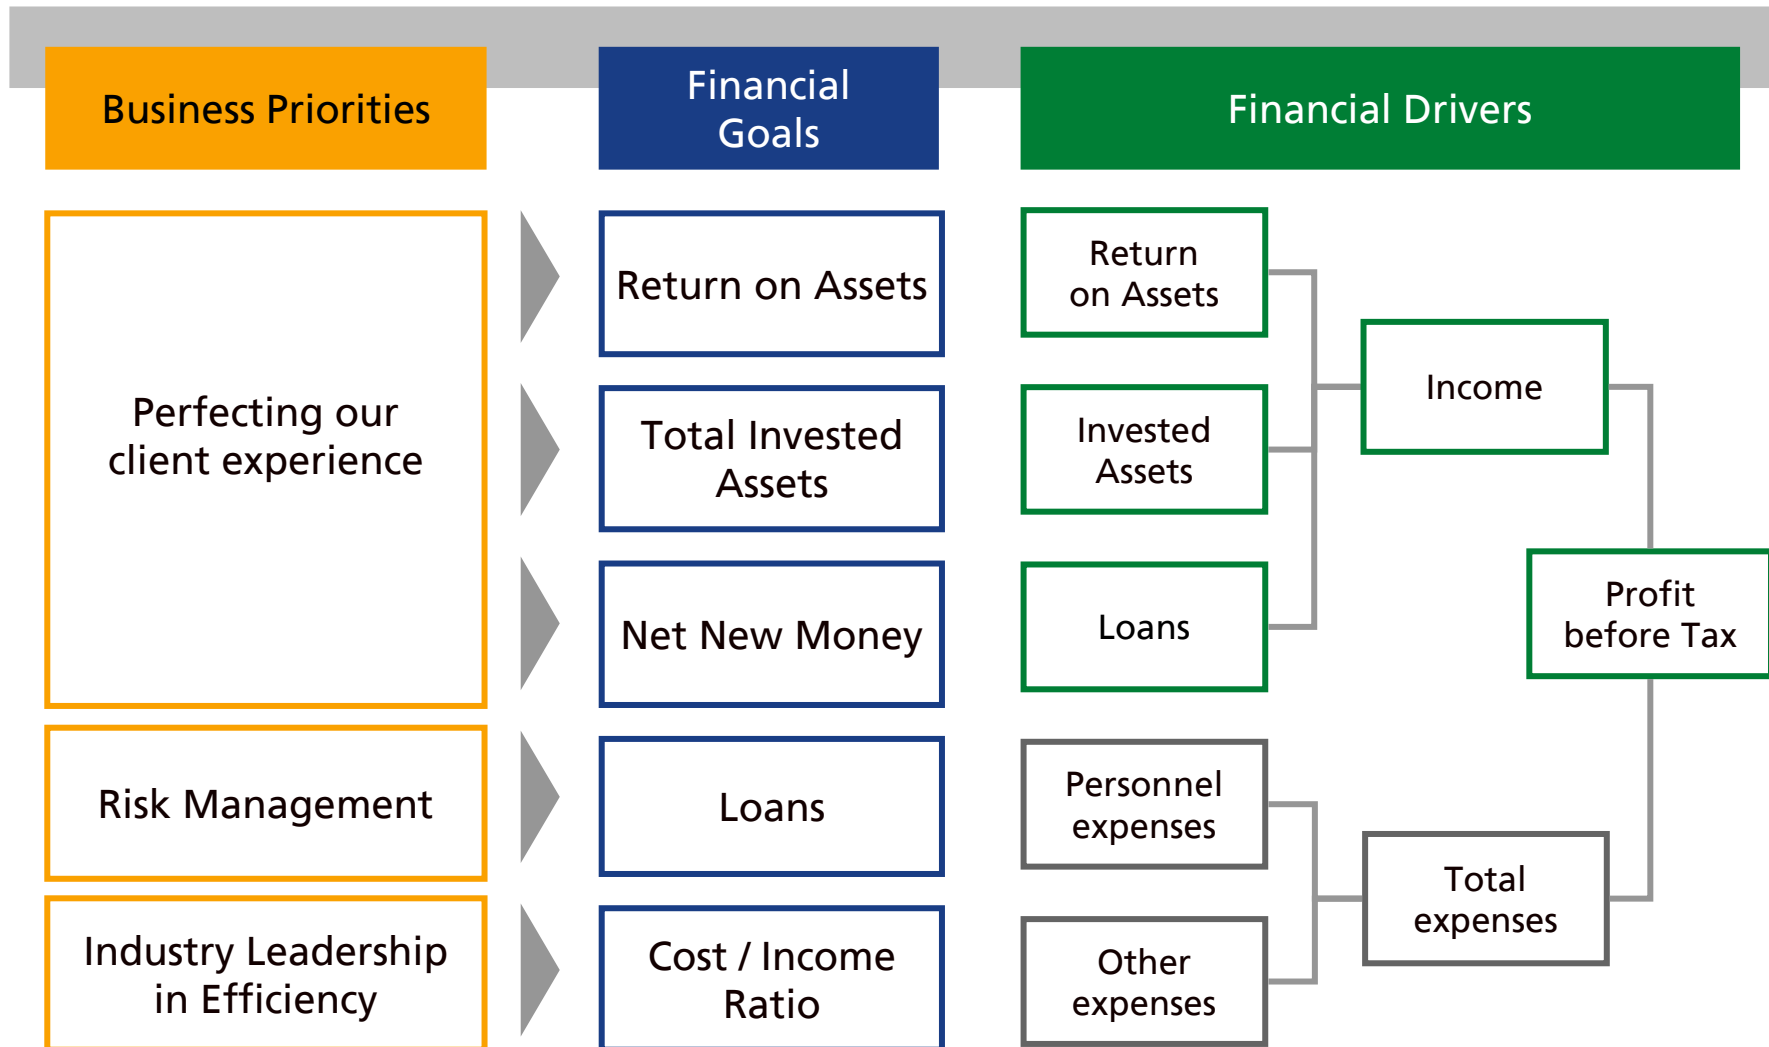 Business Priorities
Financial
Goals
Financial Drivers
Perfecting our
client experience
Risk Management
Industry Leadership
in Efficiency
Return on Assets
Total Invested
Assets
Net New Money
Loans
Cost / Income
Ratio
Return
on Assets
Invested
Assets
Loans
Personnel
expenses
Other
expenses
Income
Total
expenses
Profit
before Tax